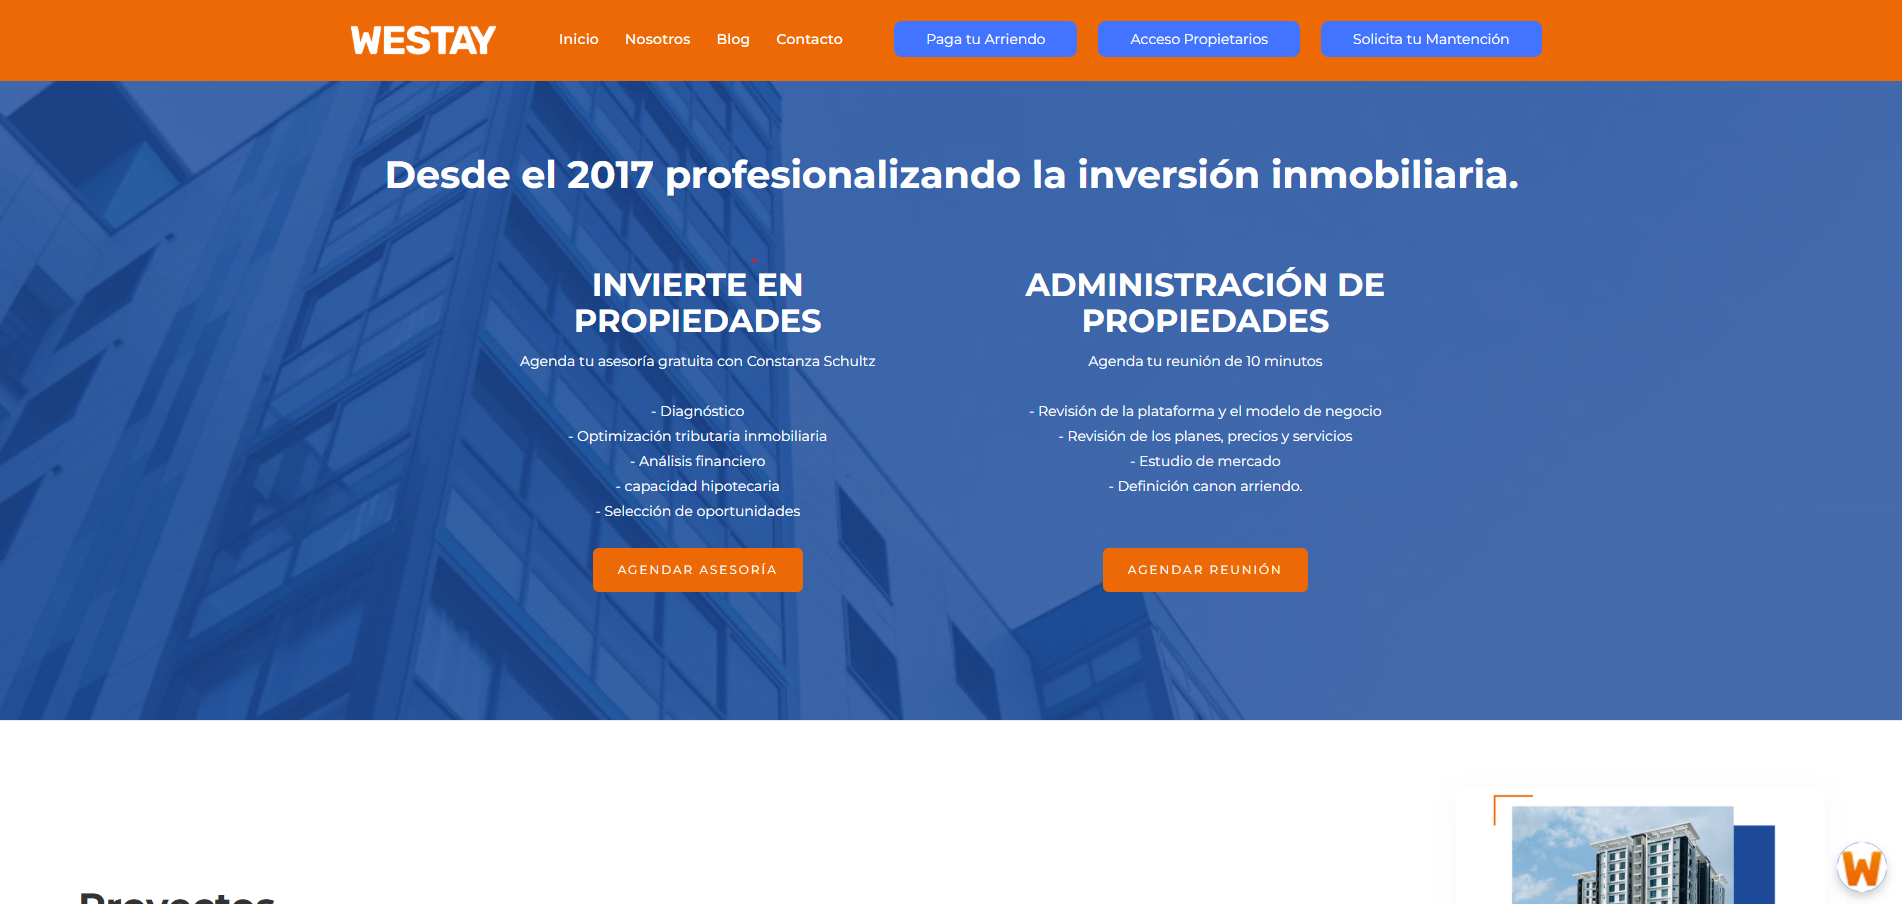 WESTAY
Inicio
Nosotros
Blog
Contacto
Paga tu Arriendo
Acceso Propietarios
Solicita tu Mantención
Desde el 2017 profesionalizando la inversión inmobiliaria.
INVIERTE EN
PROPIEDADES
Agenda tu asesoría gratuita con Constanza Schultz
- Diagnóstico
- Optimización tributaria inmobiliaria
- Análisis financiero
- capacidad hipotecaria
- Selección de oportunidades
AGENDAR ASESORÍA
ADMINISTRACIÓN DE
PROPIEDADES
Agenda tu reunión de 10 minutos
- Revisión de la plataforma y el modelo de negocio
- Revisión de los planes, precios y servicios
- Estudio de mercado
- Definición canon arriendo.
AGENDAR REUNIÓN
Proyectos
W